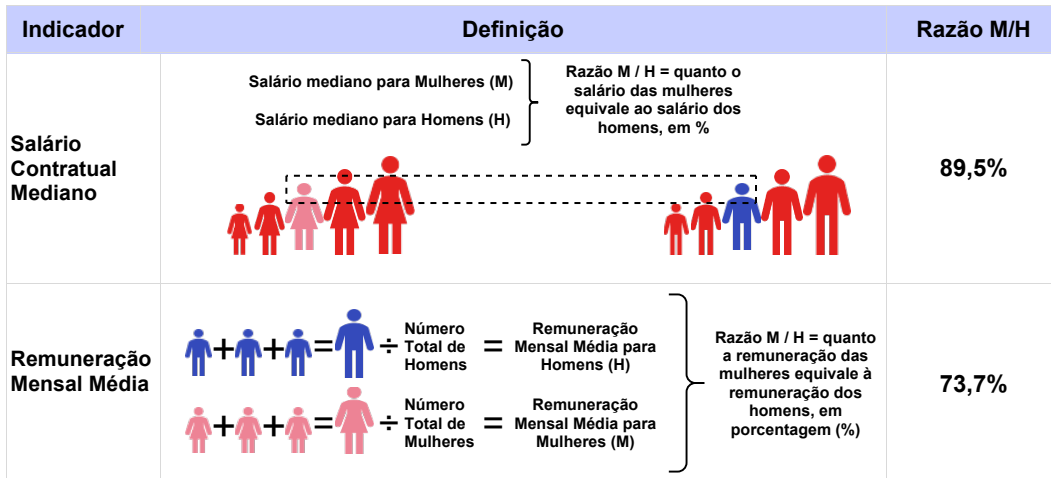 Indicador
Definição
Razão M/H
Salário Contratual Mediano
Salário mediano para Mulheres (M)
Salário mediano para Homens (H)
Razão M / H = quanto o
salário das mulheres
equivale ao salário dos
homens, em %
89,5%
Remuneração
Mensal Média
+ + = ÷
Número
Total de
Homens
=
Remuneração
Mensal Média para
Homens (H)
+ + = ÷
Número
Total de
Mulheres
=
Remuneração
Mensal Média para
Mulheres (M)
Razão M / H = quanto
a remuneração das
mulheres equivale à
remuneração dos
homens, em
porcentagem (%)
73,7%